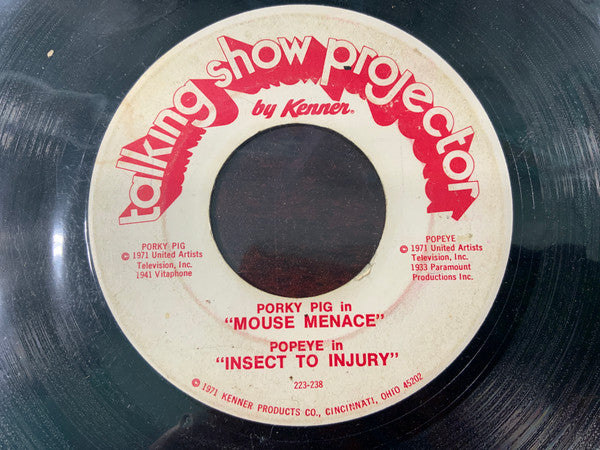 talking show projector
by Kenner®
PORKY PIG
© 1971 United Artists
Television, Inc.
1941 Vitaphone
POPEYE
© 1971 United Artists
Television, Inc.
1933 Paramount
Productions Inc.
PORKY PIG in
"MOUSE MENACE"
POPEYE in
"INSECT TO INJURY"
223-238
© 1971 KENNER PRODUCTS CO., CINCINNATI, OHIO 45202